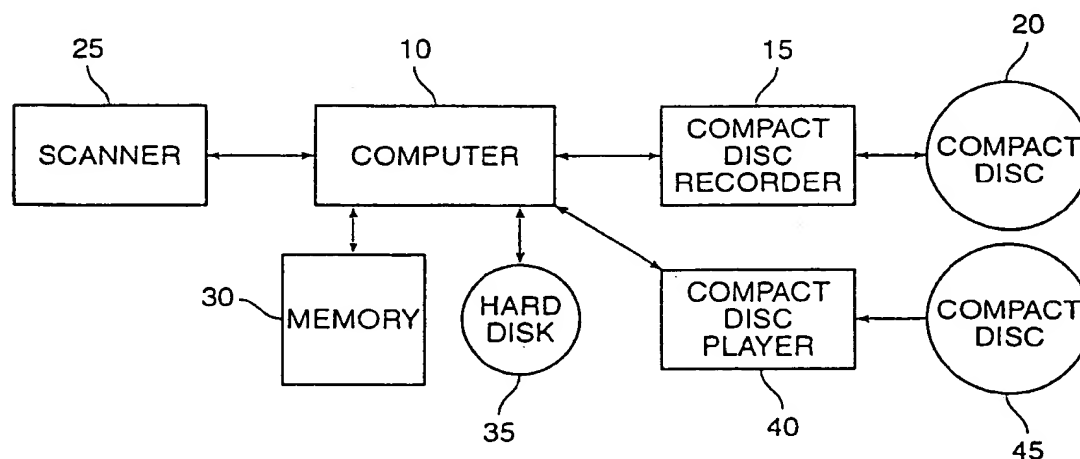 25
10
15
20
SCANNER
COMPUTER
COMPACT
DISC
RECORDER
COMPACT
DISC
30
MEMORY
HARD
DISK
COMPACT
DISC
PLAYER
COMPACT
DISC
35
40
45